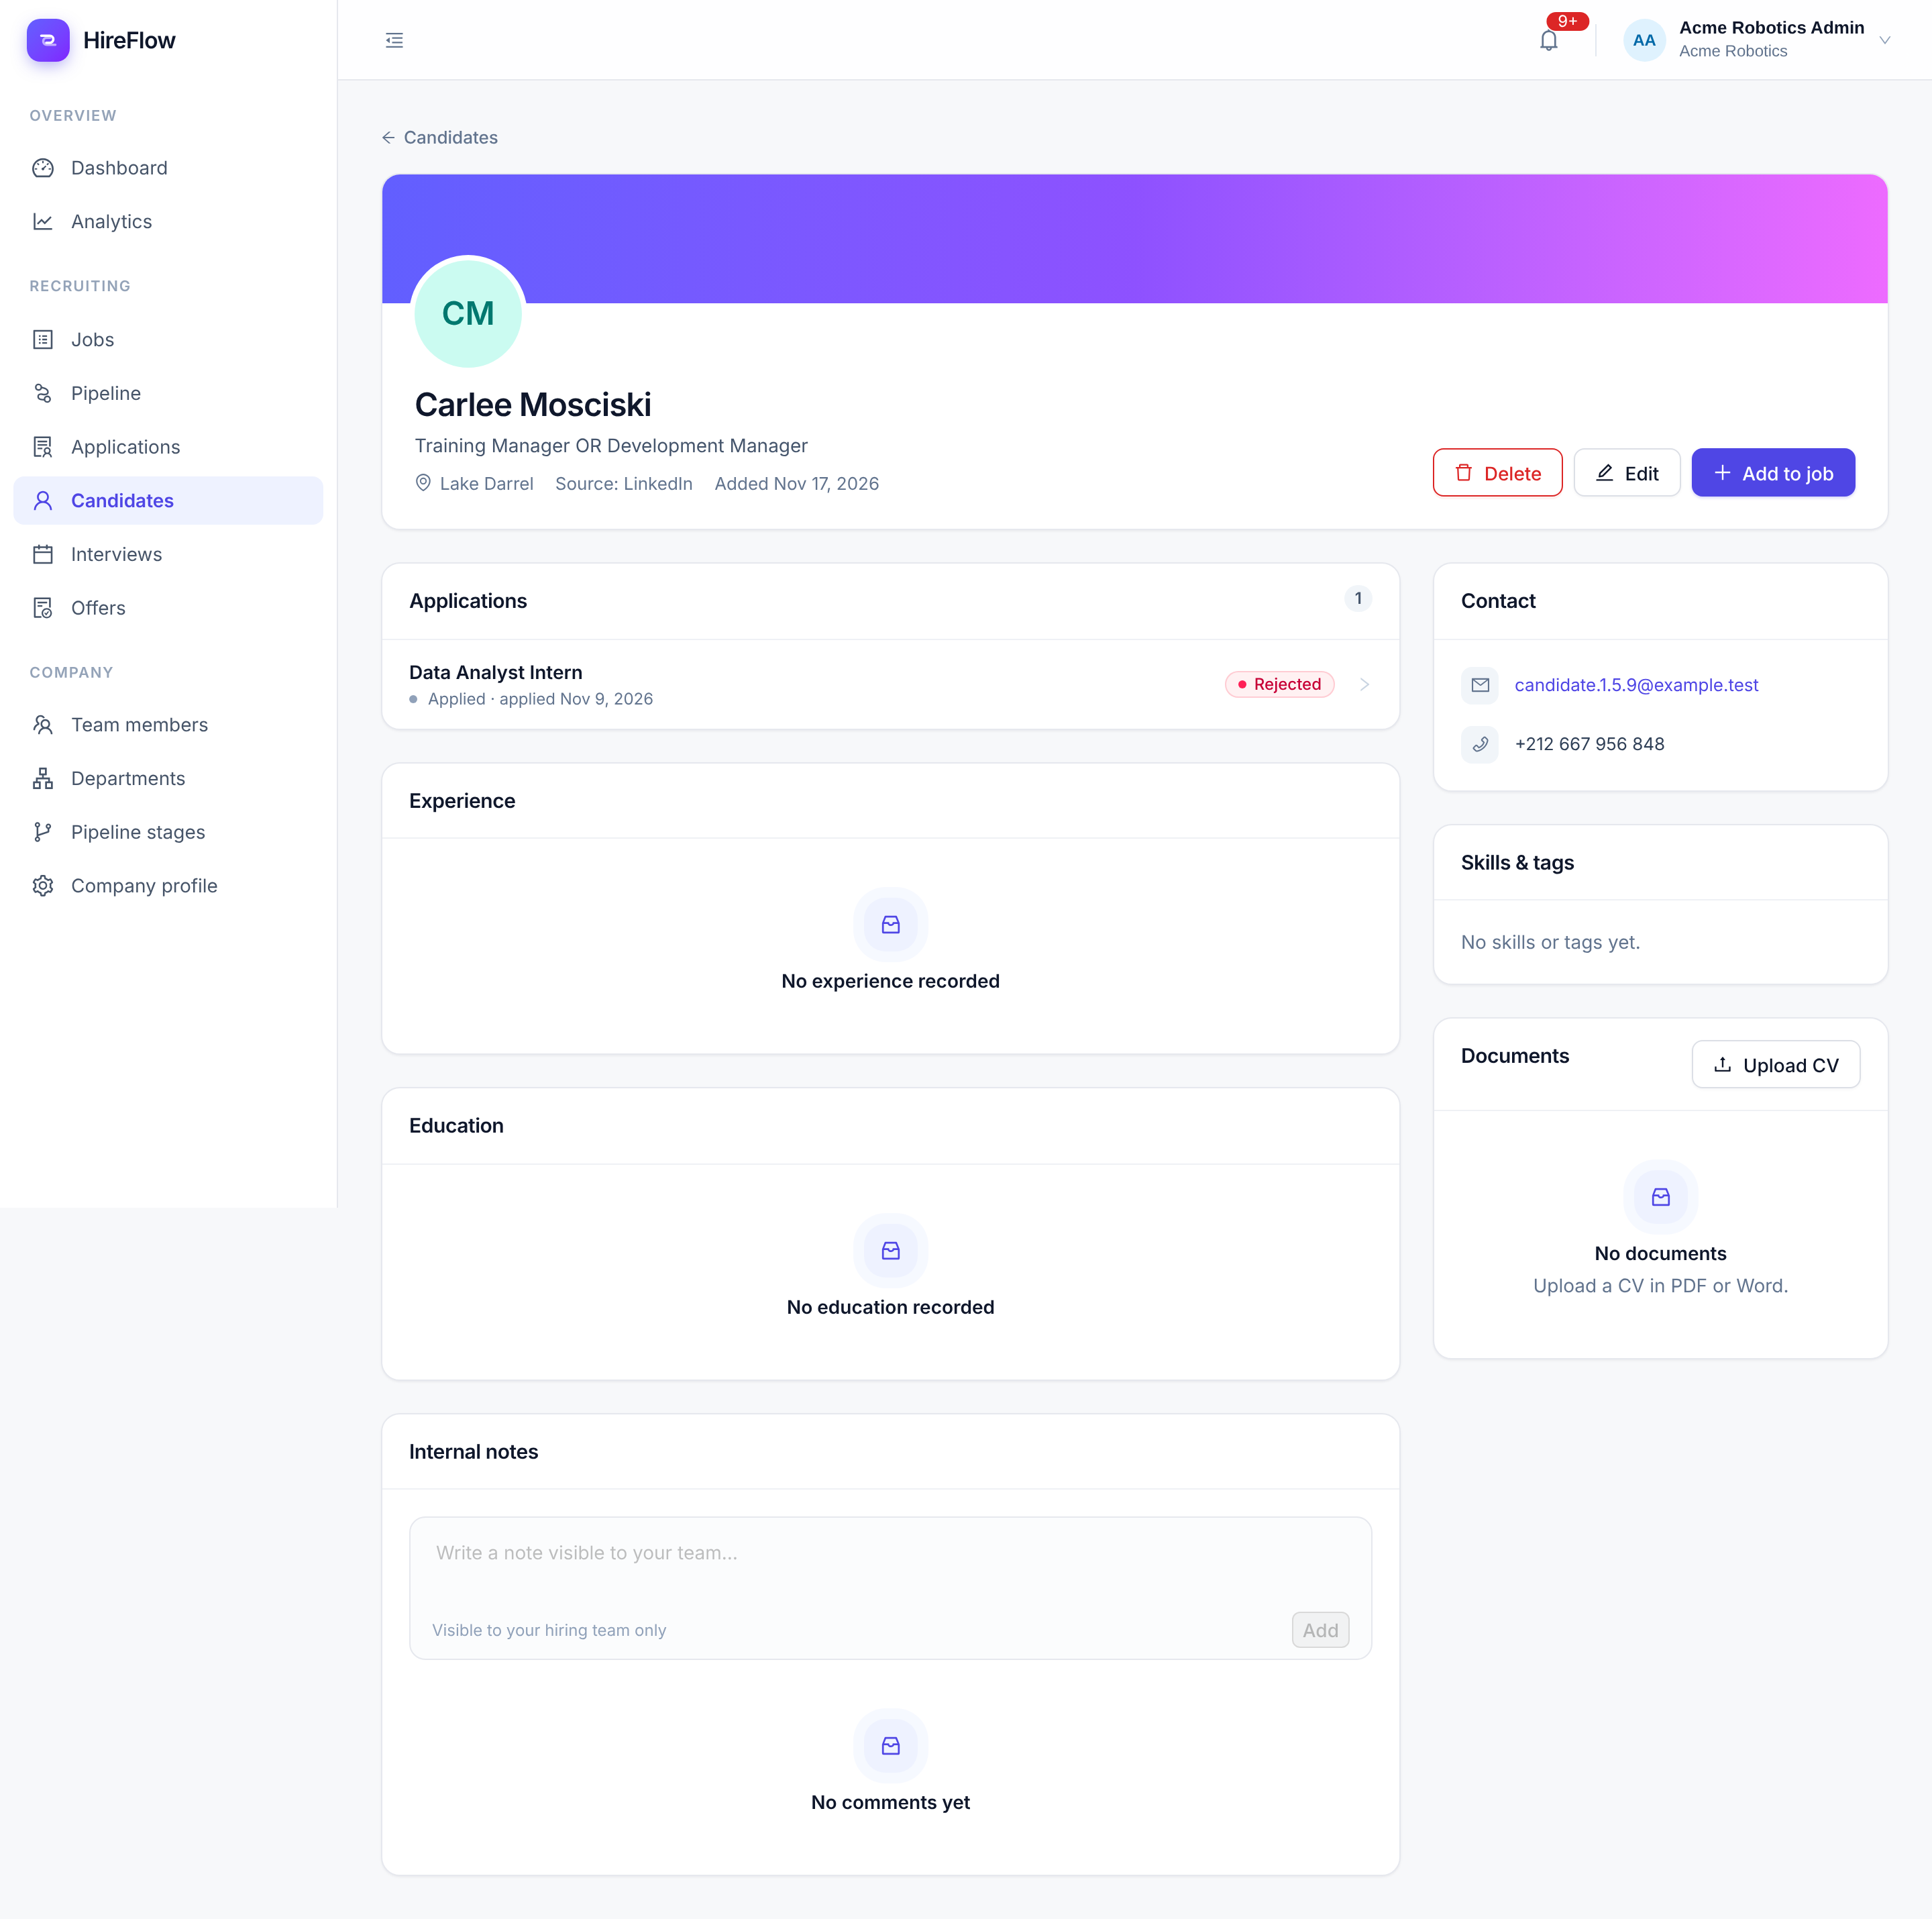 HireFlow
OVERVIEW
Dashboard
Analytics
RECRUITING
Jobs
Pipeline
Applications
Candidates
Interviews
Offers
COMPANY
Team members
Departments
Pipeline stages
Company profile
9+
AA
Acme Robotics Admin
Acme Robotics
Candidates
CM
Carlee Mosciski
Training Manager OR Development Manager
Lake Darrel Source: LinkedIn Added Nov 17, 2026
Delete
Edit
Add to job
Applications
1
Data Analyst Intern
Applied · applied Nov 9, 2026
Rejected
Experience
No experience recorded
Education
No education recorded
Internal notes
Write a note visible to your team...
Visible to your hiring team only
Add
No comments yet
Contact
candidate.1.5.9@example.test
+212 667 956 848
Skills & tags
No skills or tags yet.
Documents
Upload CV
No documents
Upload a CV in PDF or Word.